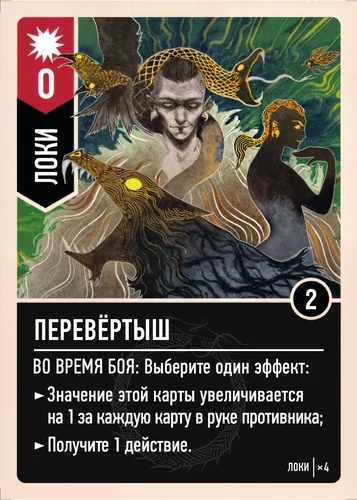 0
ЛОКИ
2
ПЕРЕВЁРТЫШ
ВО ВРЕМЯ БОЯ: Выберите один эффект:
► Значение этой карты увеличивается
на 1 за каждую карту в руке противника;
► Получите 1 действие.
ЛОКИ | ×4